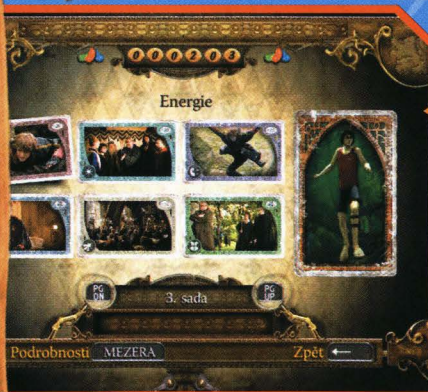 000203
Energie
PG DN
3. sada
PG UP
Podrobnosti MEZERA
Zpět ←